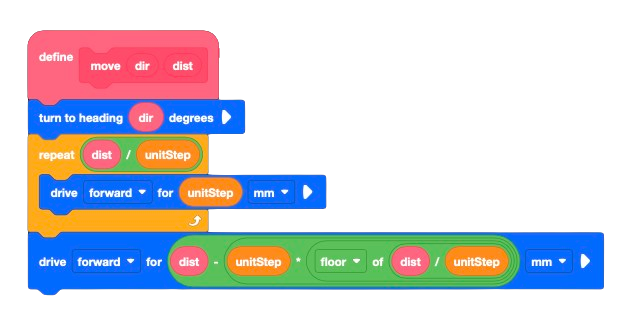 define move dir dist
turn to heading dir degrees
repeat dist / unitStep
drive forward for unitStep mm
drive forward for dist - unitStep * floor of dist / unitStep mm